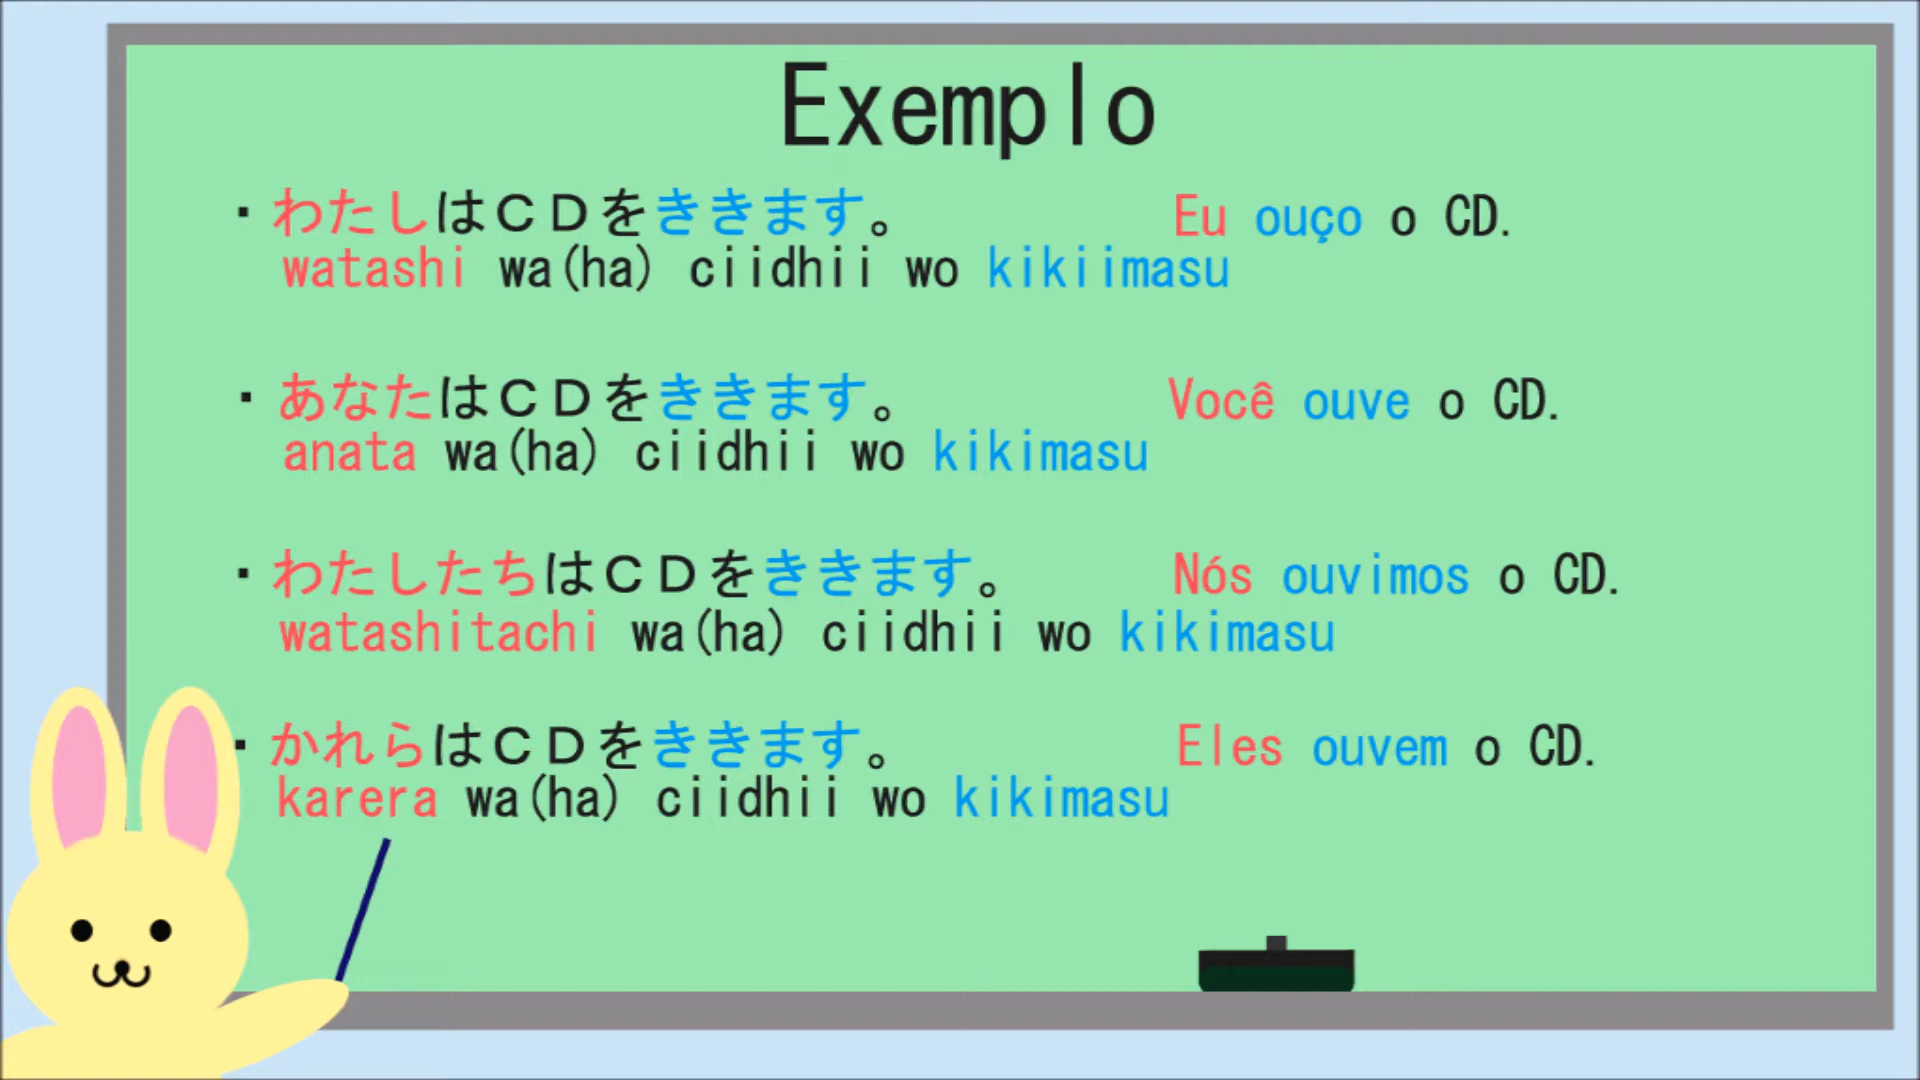 Exemplo
・わたしはＣＤをききます。 Eu ouço o CD.
watashi wa(ha) ciidhii wo kikiimasu
・あなたはＣＤをききます。 Você ouve o CD.
anata wa(ha) ciidhii wo kikimasu
・わたしたちはＣＤをききます。 Nós ouvimos o CD.
watashitachi wa(ha) ciidhii wo kikimasu
・かれらはＣＤをききます。 Eles ouvem o CD.
karera wa(ha) ciidhii wo kikimasu